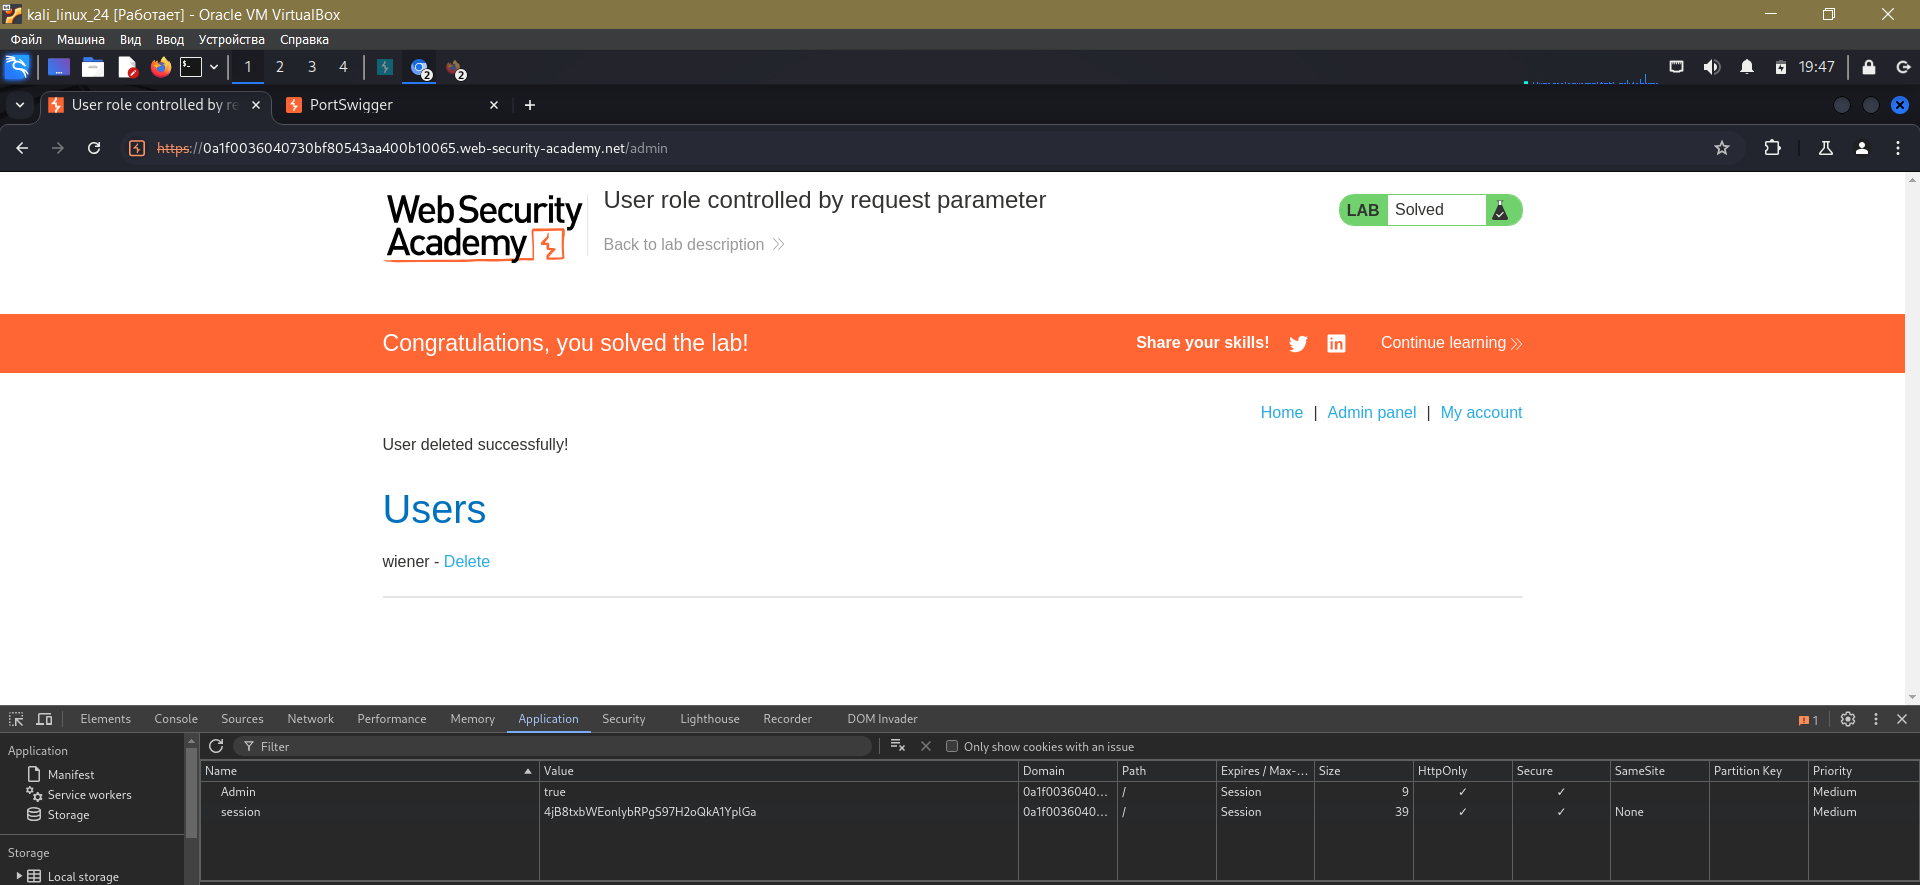 kali_linux_24 [Работает] - Oracle VM VirtualBox
Файл Машина Вид Ввод Устройства Справка
1 2 3 4 2 2 19:47
User role controlled by re PortSwigger
https://0a1f0036040730bf80543aa400b10065.web-security-academy.net/admin
Web Security Academy
User role controlled by request parameter
Back to lab description
LAB Solved
Congratulations, you solved the lab!
Share your skills! Continue learning
Home | Admin panel | My account
User deleted successfully!
Users
wiener - Delete
Elements Console Sources Network Performance Memory Application Security Lighthouse Recorder DOM Invader 1
Application
Manifest
Service workers
Storage
Storage
Local storage
Filter Only show cookies with an issue
Name Value Domain Path Expires / Max-... Size HttpOnly Secure SameSite Partition Key Priority
Admin true 0a1f0036040... / Session 9 ✓ ✓ Medium
session 4jB8txbWEonlybRPgS97H2oQkA1YplGa 0a1f0036040... / Session 39 ✓ ✓ None Medium